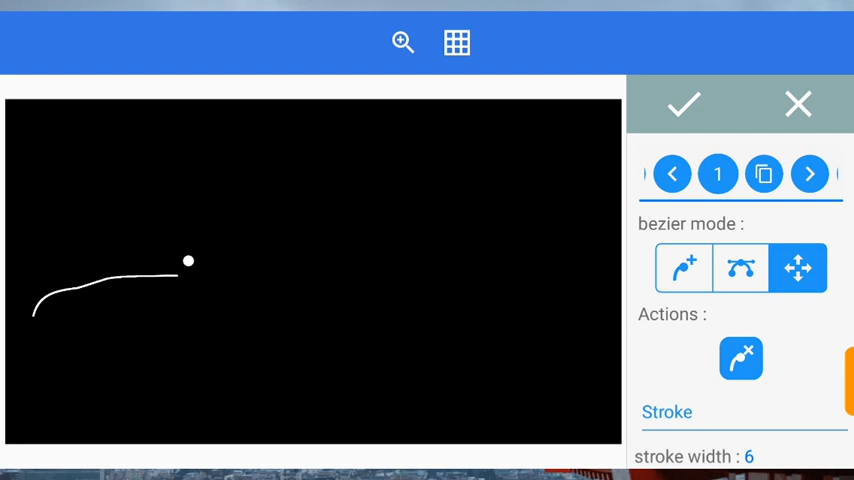 1
bezier mode :
Actions :
Stroke
stroke width : 6